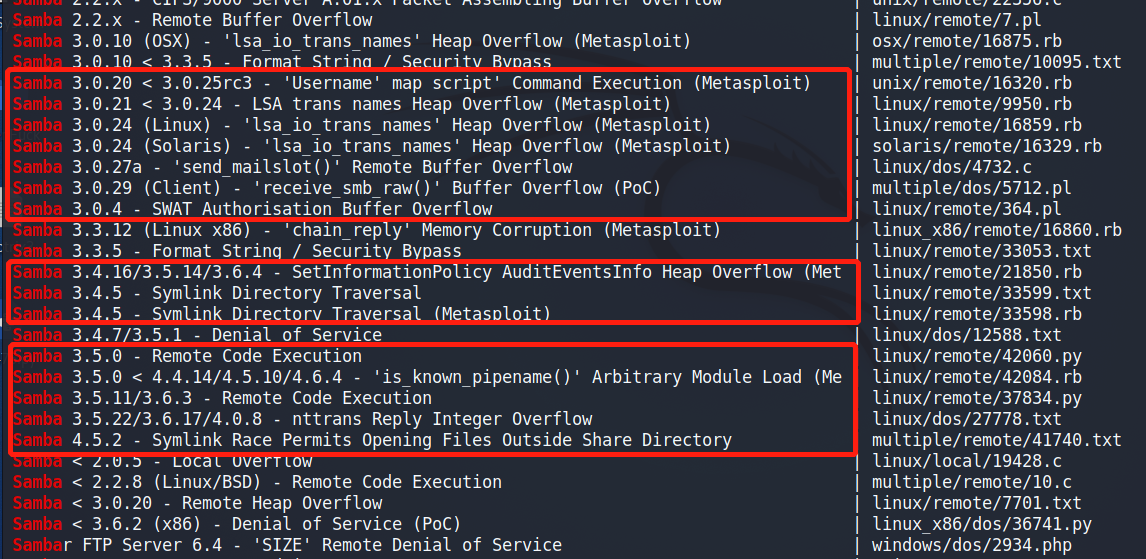 Samba 2.2.x - CIFS/9000 Server A.01.x Packet Assembling Buffer Overflow | unix/remote/22356.c
Samba 2.2.x - Remote Buffer Overflow | linux/remote/7.pl
Samba 3.0.10 (OSX) - 'lsa_io_trans_names' Heap Overflow (Metasploit) | osx/remote/16875.rb
Samba 3.0.10 < 3.3.5 - Format String / Security Bypass | multiple/remote/10095.txt
Samba 3.0.20 < 3.0.25rc3 - 'Username' map script' Command Execution (Metasploit) | unix/remote/16320.rb
Samba 3.0.21 < 3.0.24 - LSA trans names Heap Overflow (Metasploit) | linux/remote/9950.rb
Samba 3.0.24 (Linux) - 'lsa_io_trans_names' Heap Overflow (Metasploit) | linux/remote/16859.rb
Samba 3.0.24 (Solaris) - 'lsa_io_trans_names' Heap Overflow (Metasploit) | solaris/remote/16329.rb
Samba 3.0.27a - 'send_mailslot()' Remote Buffer Overflow | linux/dos/4732.c
Samba 3.0.29 (Client) - 'receive_smb_raw()' Buffer Overflow (PoC) | multiple/dos/5712.pl
Samba 3.0.4 - SWAT Authorisation Buffer Overflow | linux/remote/364.pl
Samba 3.3.12 (Linux x86) - 'chain_reply' Memory Corruption (Metasploit) | linux_x86/remote/16860.rb
Samba 3.3.5 - Format String / Security Bypass | linux/remote/33053.txt
Samba 3.4.16/3.5.14/3.6.4 - SetInformationPolicy AuditEventsInfo Heap Overflow (Met | linux/remote/21850.rb
Samba 3.4.5 - Symlink Directory Traversal | linux/remote/33599.txt
Samba 3.4.5 - Symlink Directory Traversal (Metasploit) | linux/remote/33598.rb
Samba 3.4.7/3.5.1 - Denial of Service | linux/dos/12588.txt
Samba 3.5.0 - Remote Code Execution | linux/remote/42060.py
Samba 3.5.0 < 4.4.14/4.5.10/4.6.4 - 'is_known_pipename()' Arbitrary Module Load (Me | linux/remote/42084.rb
Samba 3.5.11/3.6.3 - Remote Code Execution | linux/remote/37834.py
Samba 3.5.22/3.6.17/4.0.8 - nttrans Reply Integer Overflow | linux/dos/27778.txt
Samba 4.5.2 - Symlink Race Permits Opening Files Outside Share Directory | multiple/remote/41740.txt
Samba < 2.0.5 - Local Overflow | linux/local/19428.c
Samba < 2.2.8 (Linux/BSD) - Remote Code Execution | multiple/remote/10.c
Samba < 3.0.20 - Remote Heap Overflow | linux/remote/7701.txt
Samba < 3.6.2 (x86) - Denial of Service (PoC) | linux_x86/dos/36741.py
Sambar FTP Server 6.4 - 'SIZE' Remote Denial of Service | windows/dos/2934.php